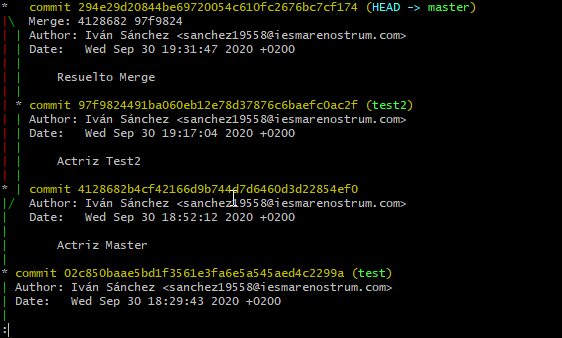 * commit 294e29d20844be69720054c610fc2676bc7cf174 (HEAD -> master)
|\ Merge: 4128682 97f9824
| | Author: Iván Sánchez <sanchez19558@iesmarenostrum.com>
| | Date: Wed Sep 30 19:31:47 2020 +0200
| |
| | Resuelto Merge
| |
| * commit 97f9824491ba060eb12e78d37876c6baefc0ac2f (test2)
| | Author: Iván Sánchez <sanchez19558@iesmarenostrum.com>
| | Date: Wed Sep 30 19:17:04 2020 +0200
| |
| | Actriz Test2
| |
* | commit 4128682b4cf42166d9b744d7d6460d3d22854ef0
|/ Author: Iván Sánchez <sanchez19558@iesmarenostrum.com>
| Date: Wed Sep 30 18:52:12 2020 +0200
|
| Actriz Master
|
* commit 02c850baae5bd1f3561e3fa6e5a545aed4c2299a (test)
| Author: Iván Sánchez <sanchez19558@iesmarenostrum.com>
| Date: Wed Sep 30 18:29:43 2020 +0200
|
: